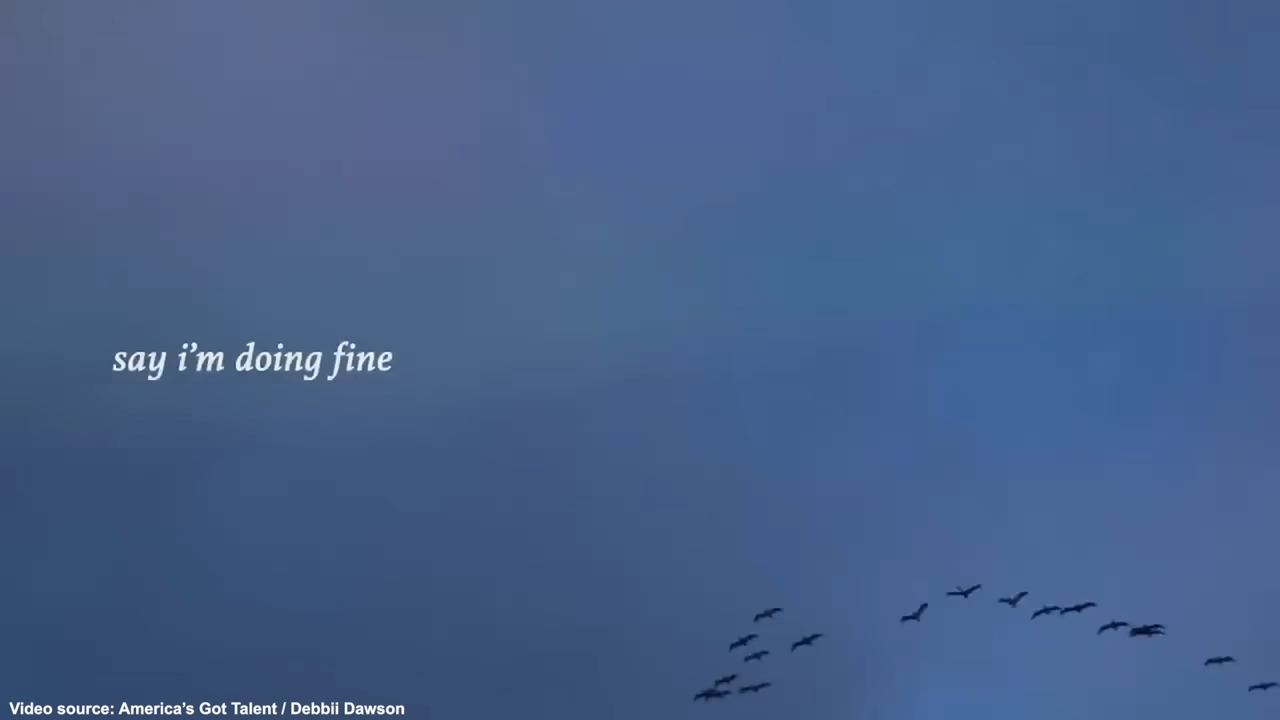 say i’m doing fine
Video source: America’s Got Talent / Debbii Dawson